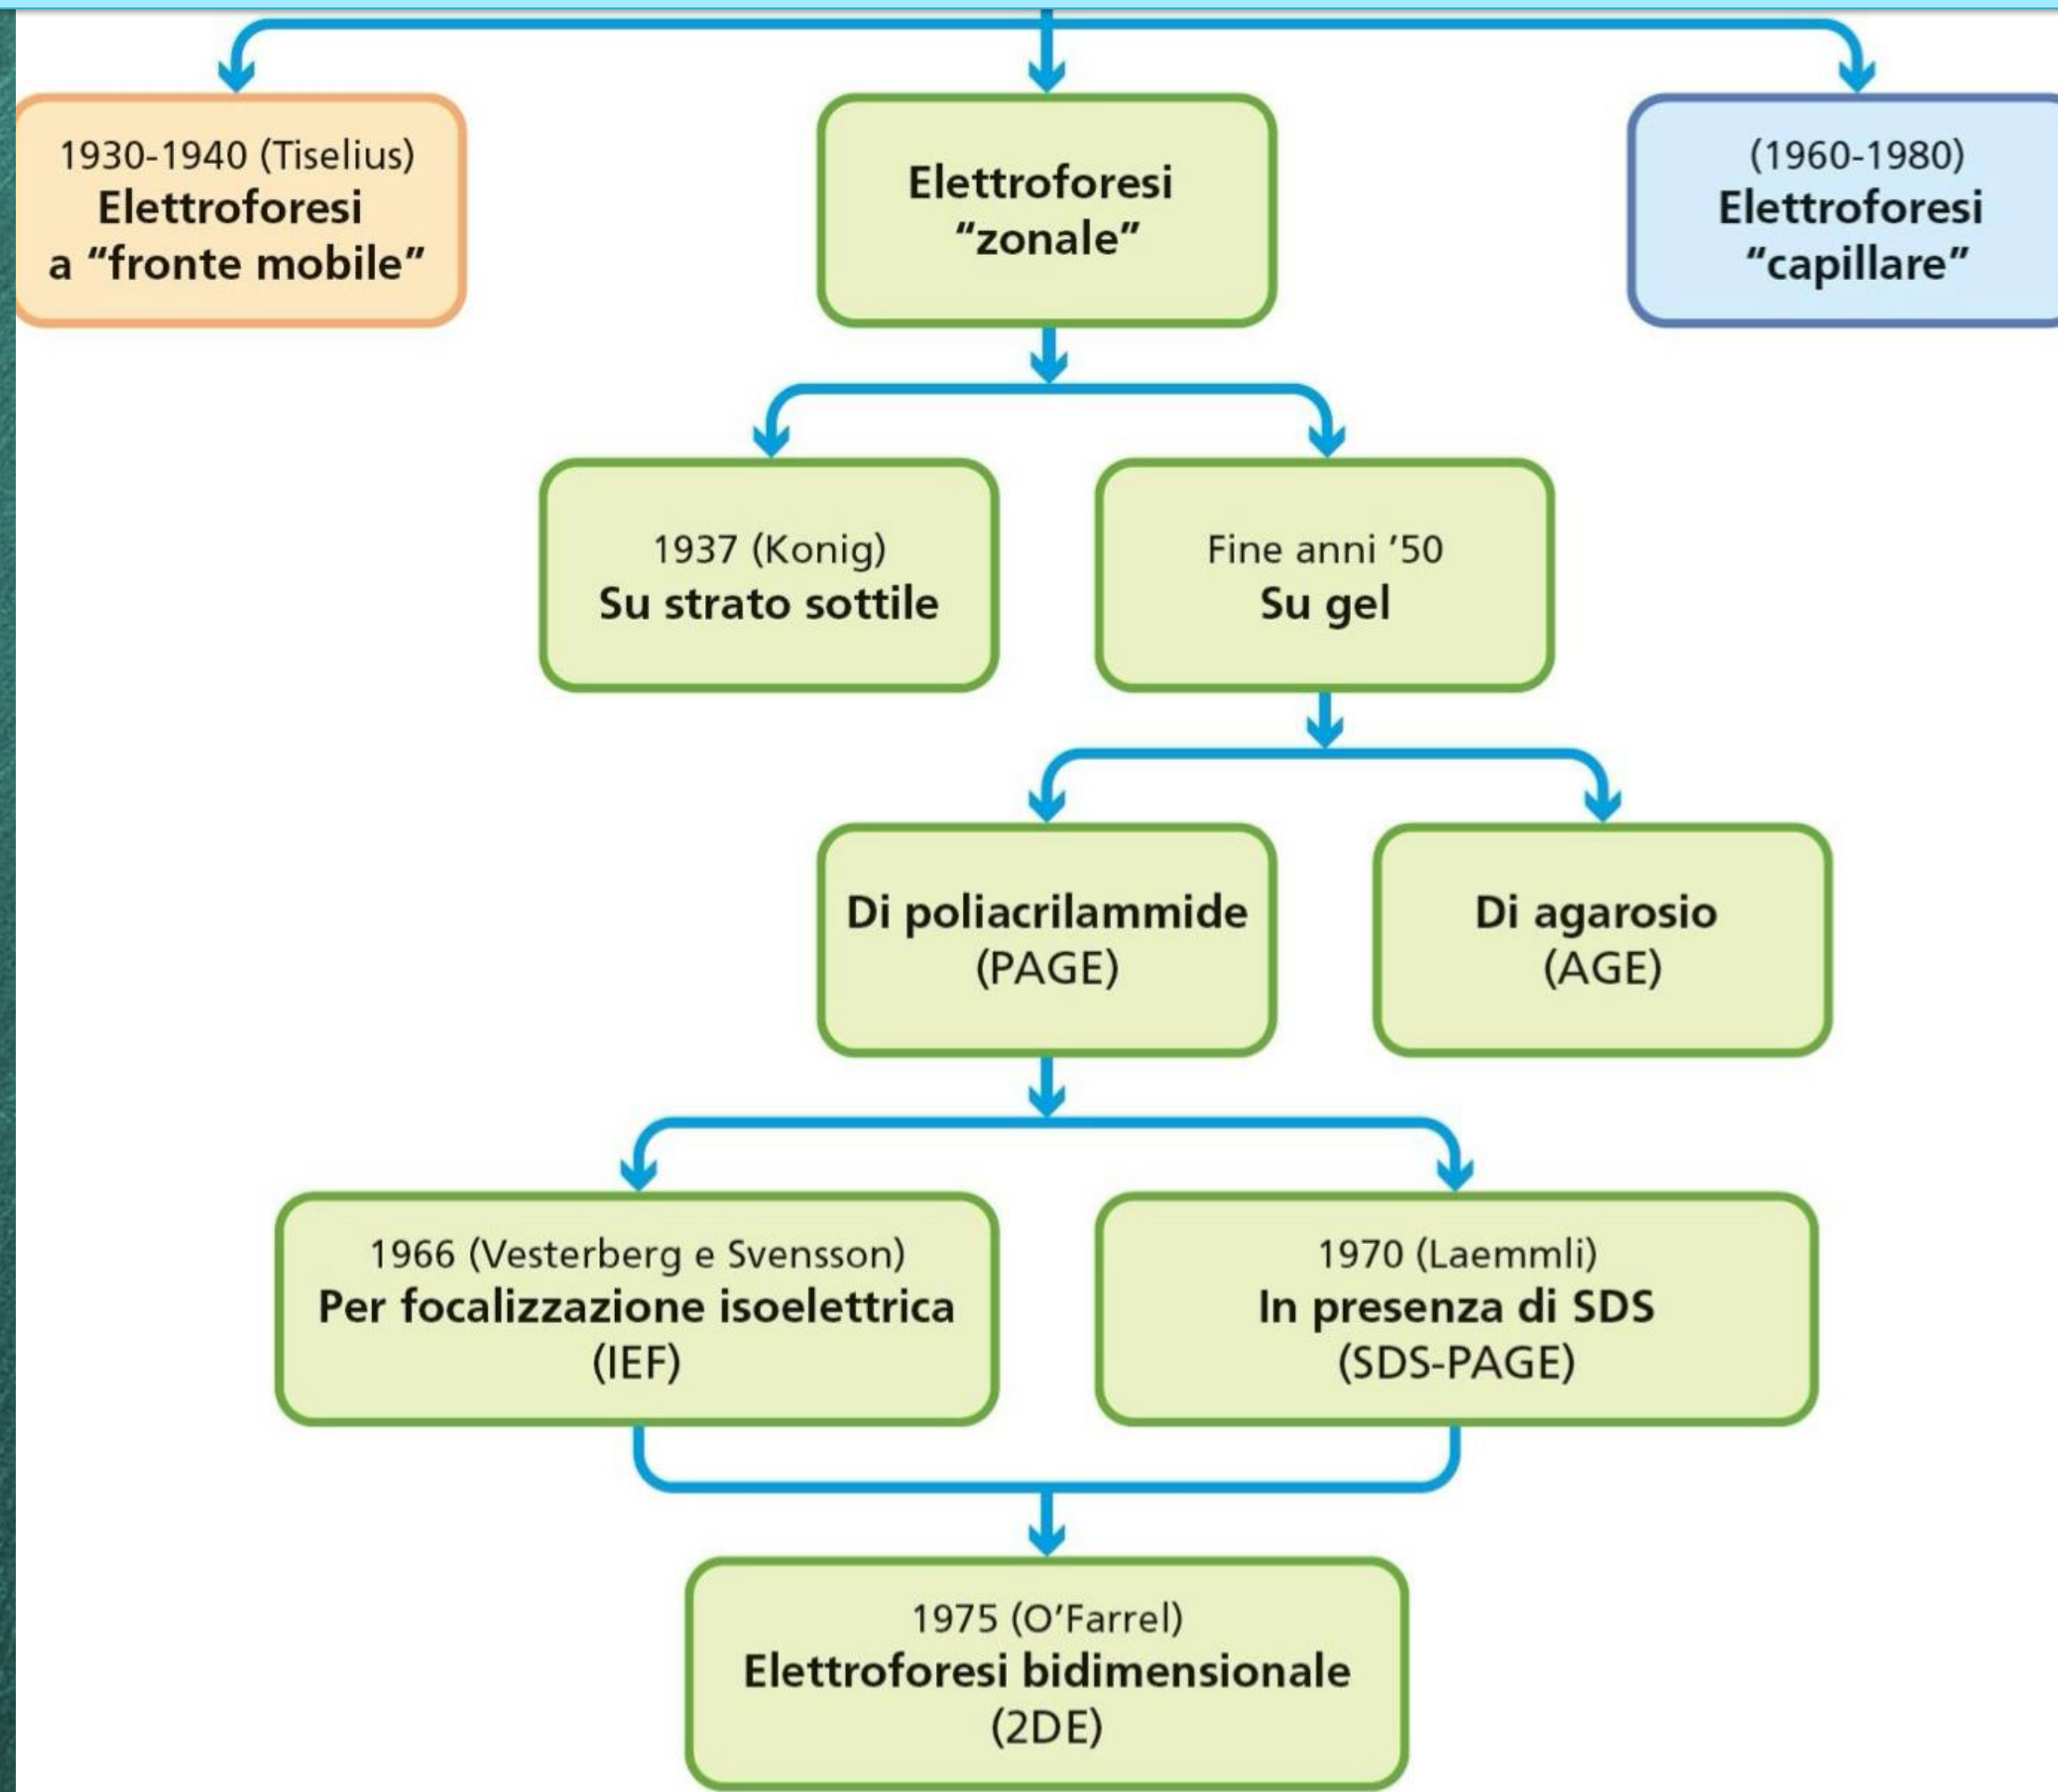 1930-1940 (Tiselius)
Elettroforesi
a “fronte mobile”
Elettroforesi
“zonale”
(1960-1980)
Elettroforesi
“capillare”
1937 (Konig)
Su strato sottile
Fine anni ’50
Su gel
Di poliacrilammide
(PAGE)
Di agarosio
(AGE)
1966 (Vesterberg e Svensson)
Per focalizzazione isoelettrica
(IEF)
1970 (Laemmli)
In presenza di SDS
(SDS-PAGE)
1975 (O’Farrel)
Elettroforesi bidimensionale
(2DE)